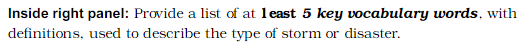 Inside right panel: Provide a list of at least 5 key vocabulary words, with
definitions, used to describe the type of storm or disaster.